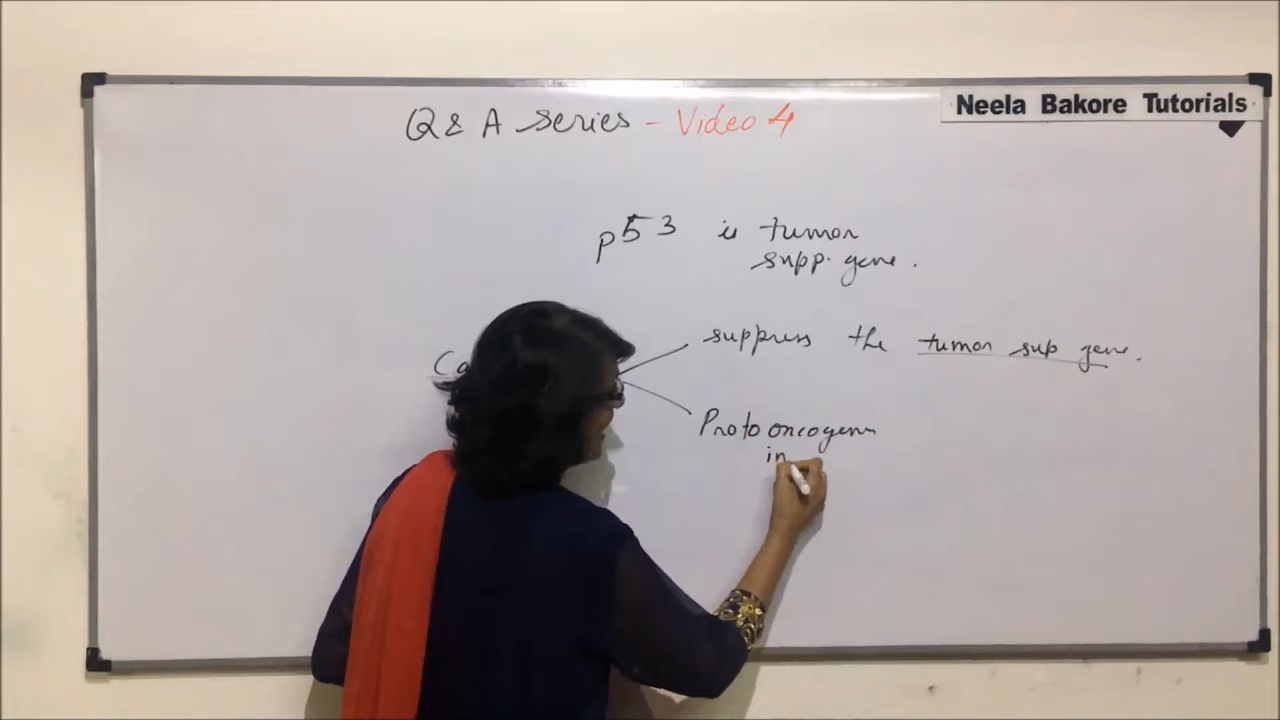 Neela Bakore Tutorials
Q & A series - Video 4
p53 is tumor
supp. gene.
suppress the tumor sup gene.
Proto oncogene
in